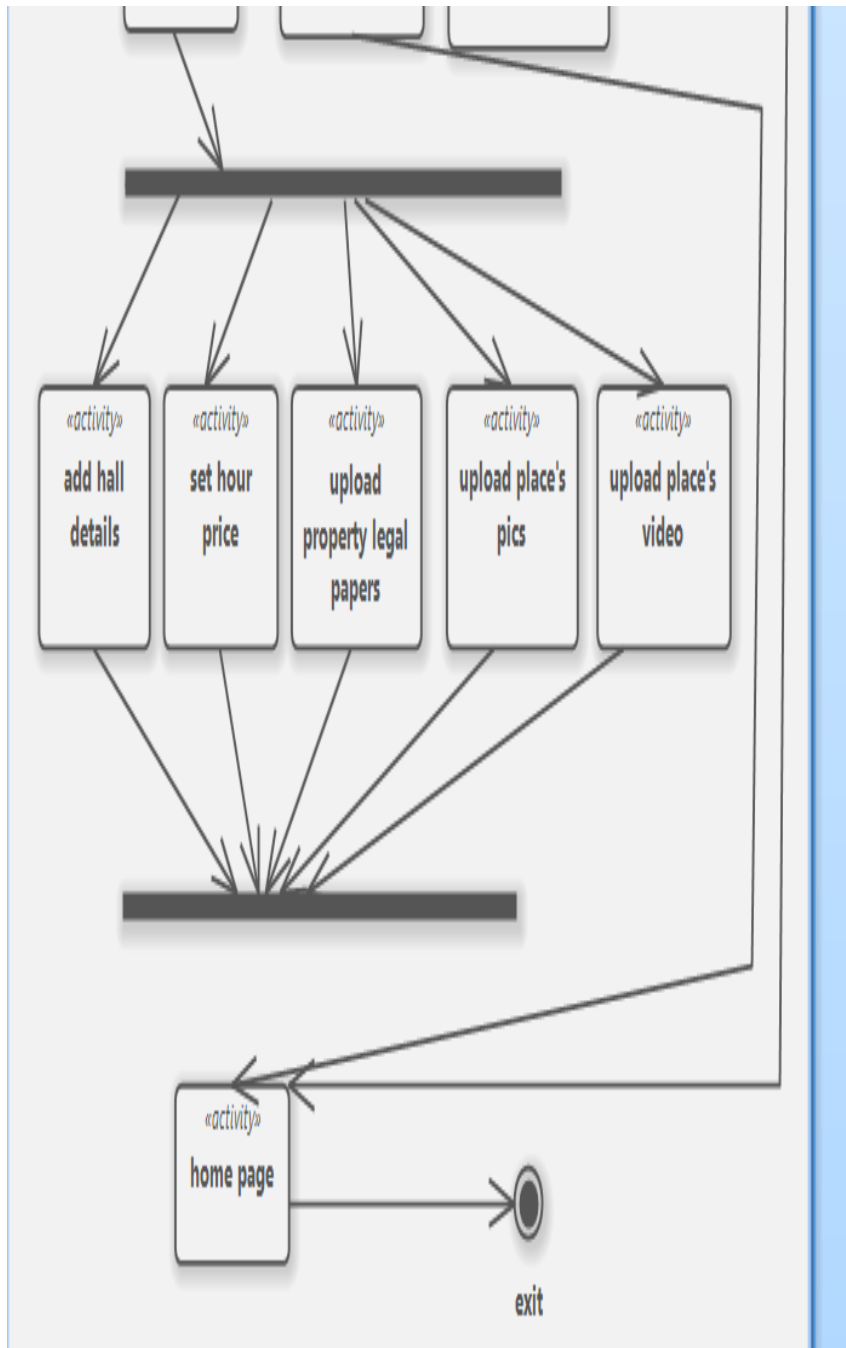 «activity»
add hall
details
«activity»
set hour
price
«activity»
upload
property legal
papers
«activity»
upload place's
pics
«activity»
upload place's
video
«activity»
home page
exit